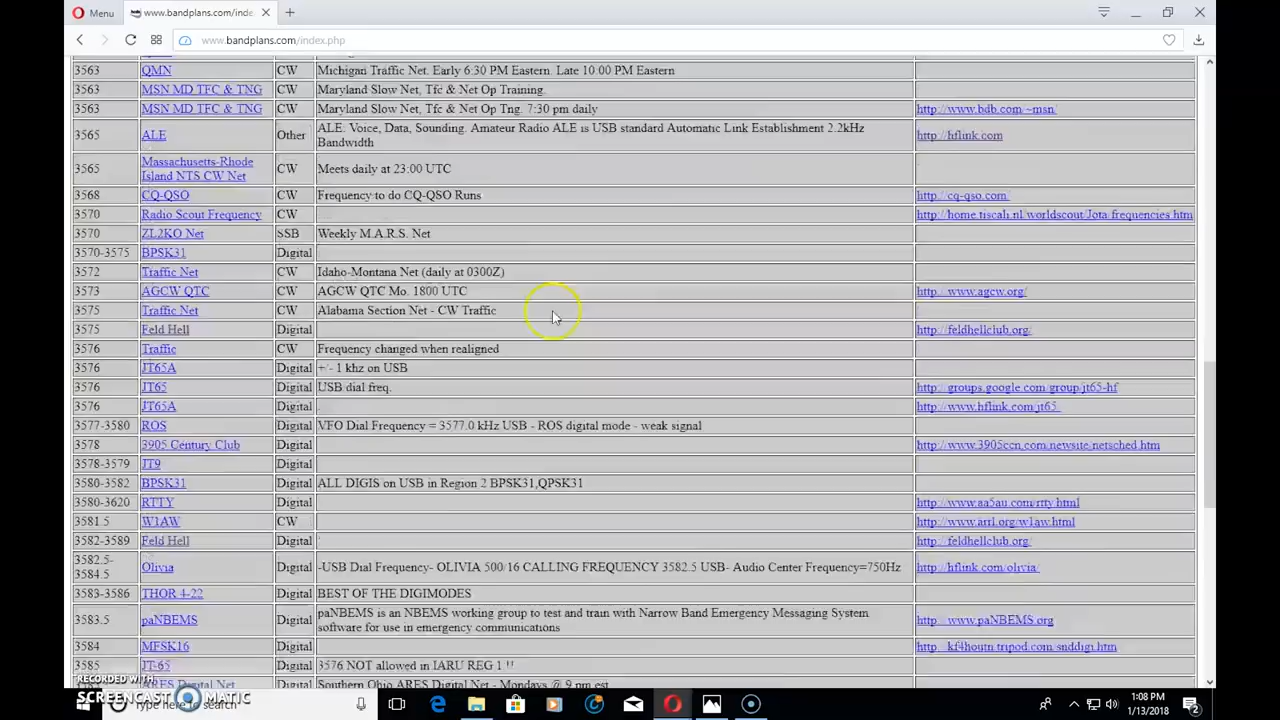 Menu www.bandplans.com/inde
www.bandplans.com/index.php
3563 QMN CW Michigan Traffic Net. Early 6:30 PM Eastern. Late 10:00 PM Eastern
3563 MSN MD TFC & TNG CW Maryland Slow Net, Tfc & Net Op Training.
3563 MSN MD TFC & TNG CW Maryland Slow Net, Tfc & Net Op Tng. 7:30 pm daily http://www.bdb.com/~msn/
3565 ALE Other ALE. Voice, Data, Sounding. Amateur Radio ALE is USB standard Automatic Link Establishment 2.2kHz http://hflink.com
Bandwidth
3565 Massachusetts-Rhode CW Meets daily at 23:00 UTC
Island NTS CW Net
3568 CQ-QSO CW Frequency to do CQ-QSO Runs http://cq-qso.com/
3570 Radio Scout Frequency CW http://home.tiscali.nl/worldscout/Jota/frequencies.htm
3570 ZL2KO Net SSB Weekly M.A.R.S. Net
3570-3575 BPSK31 Digital
3572 Traffic Net CW Idaho-Montana Net (daily at 0300Z)
3573 AGCW QTC CW AGCW QTC Mo. 1800 UTC http://www.agcw.org/
3575 Traffic Net CW Alabama Section Net - CW Traffic
3575 Feld Hell Digital http://feldhellclub.org/
3576 Traffic CW Frequency changed when realigned
3576 JT65A Digital +/- 1 khz on USB
3576 JT65 Digital USB dial freq. http://groups.google.com/group/jt65-hf
3576 JT65A Digital http://www.hflink.com/jt65
3577-3580 ROS Digital VFO Dial Frequency = 3577.0 kHz USB - ROS digital mode - weak signal
3578 3905 Century Club Digital http://www.3905ccn.com/newsite/netsched.htm
3578-3579 JT9 Digital
3580-3582 BPSK31 Digital ALL DIGIS on USB in Region 2 BPSK31,QPSK31
3580-3620 RTTY Digital http://www.aa5au.com/rtty.html
3581.5 W1AW CW http://www.arrl.org/w1aw.html
3582-3589 Feld Hell Digital http://feldhellclub.org/
3582.5- Olivia Digital -USB Dial Frequency- OLIVIA 500/16 CALLING FREQUENCY 3582.5 USB- Audio Center Frequency=750Hz http://hflink.com/olivia/
3584.5
3583-3586 THOR 4-22 Digital BEST OF THE DIGIMODES
3583.5 paNBEMS Digital paNBEMS is an NBEMS working group to test and train with Narrow Band Emergency Messaging System http://www.paNBEMS.org
software for use in emergency communications
3584 MFSK16 Digital http://kf4houtn.tripod.com/snddigi.htm
3585 JT-65 Digital 3576 NOT allowed in IARU REG 1 !!
ARES Digital Net Digital Southern Ohio ARES Digital Net - Mondays @ 9 pm est
RECORDED WITH
SCREENCAST MATIC
Type here to search
1:08 PM
1/13/2018
2